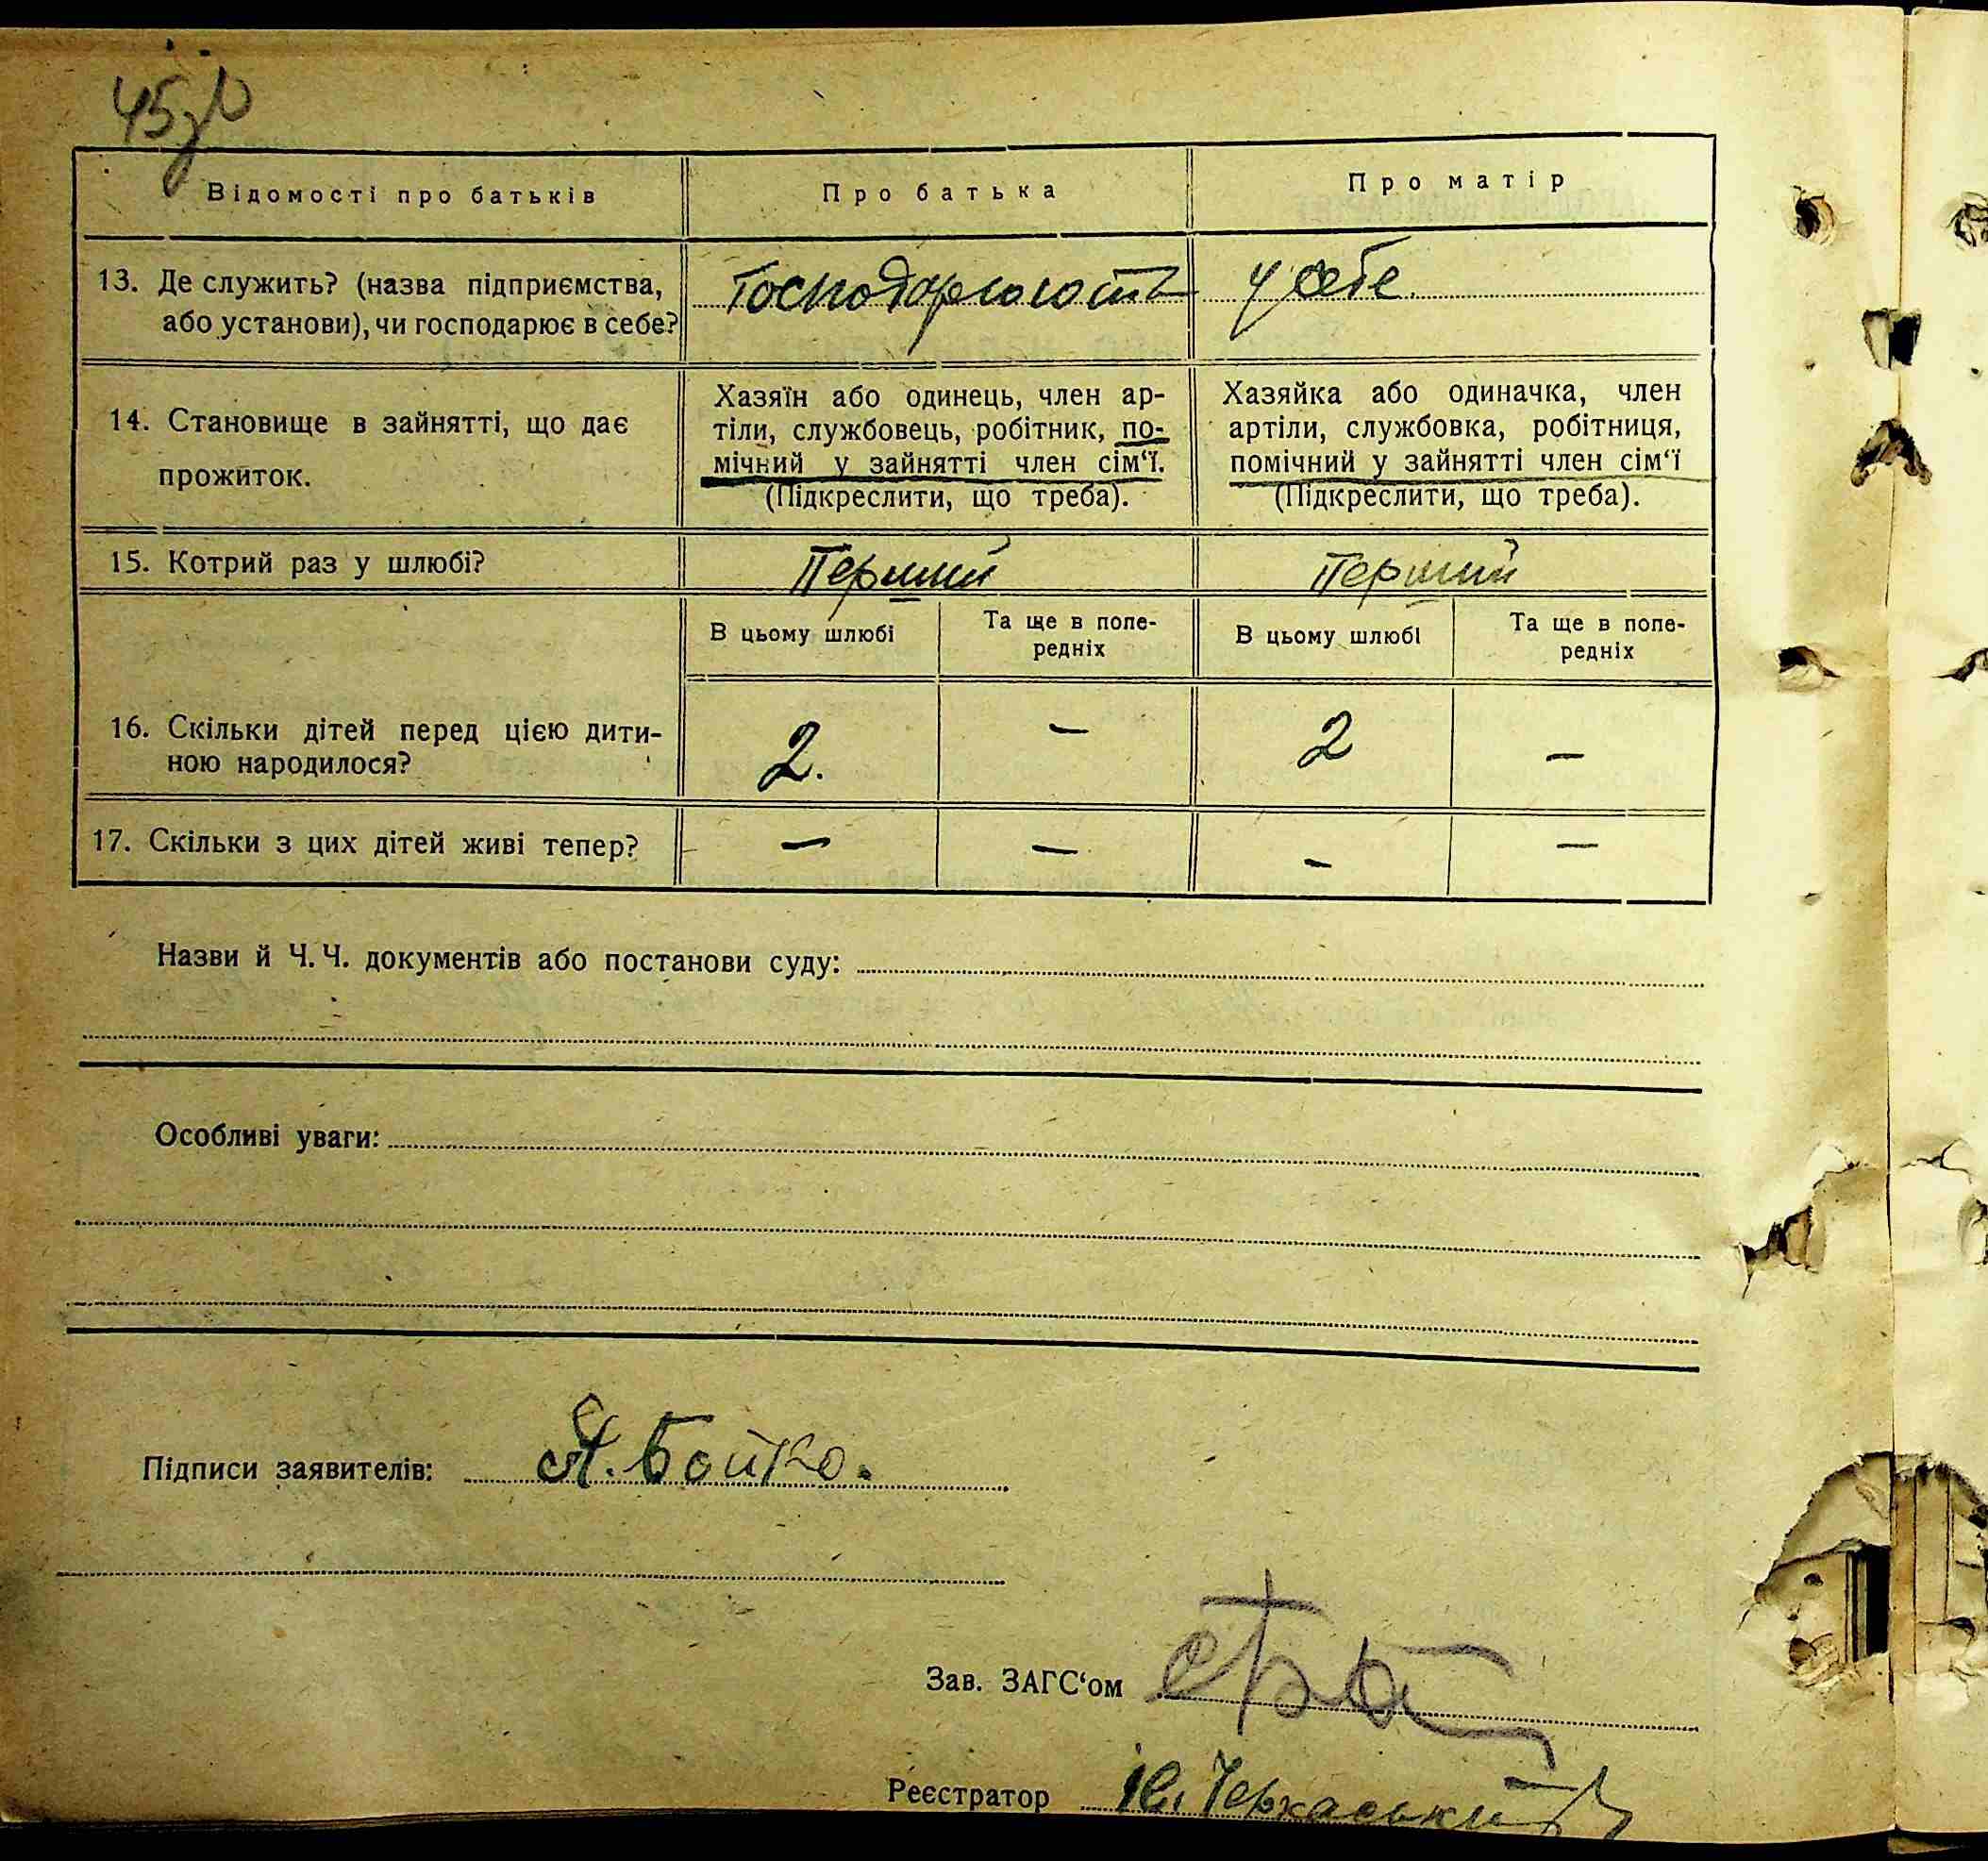 45зв
Відомості про батьків
Про батька
Про матір
13. Де служить? (назва підприємства,
або установи), чи господарює в себе?
Господарюють у себе.
14. Становище в зайнятті, що дає
прожиток.
Хазяїн або одинець, член ар-
тіли, службовець, робітник, по-
мічний у зайнятті член сім‘ї.
(Підкреслити, що треба).
Хазяйка або одиначка, член
артіли, службовка, робітниця,
помічний у зайнятті член сім‘ї
(Підкреслити, що треба).
15. Котрий раз у шлюбі?
Перший
Перший
В цьому шлюбі
Та ще в попе-
редніх
В цьому шлюбі
Та ще в попе-
редніх
16. Скільки дітей перед цією дити-
ною народилося?
2.
—
2
—
17. Скільки з цих дітей живі тепер?
—
—
—
—
Назви й Ч. Ч. документів або постанови суду:
Особливі уваги:
Підписи заявителів: Я. Бойко.
Зав. ЗАГС‘ом
Реєстратор Черкаський